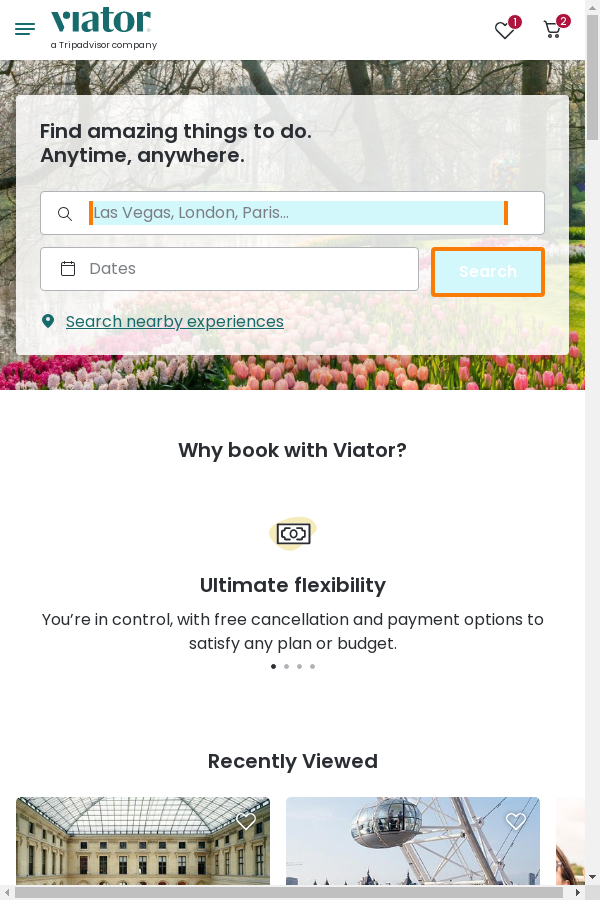 viator
a Tripadvisor company
1
2
Find amazing things to do.
Anytime, anywhere.
Las Vegas, London, Paris...
Dates
Search
Search nearby experiences
Why book with Viator?
Ultimate flexibility
You’re in control, with free cancellation and payment options to
satisfy any plan or budget.
Recently Viewed